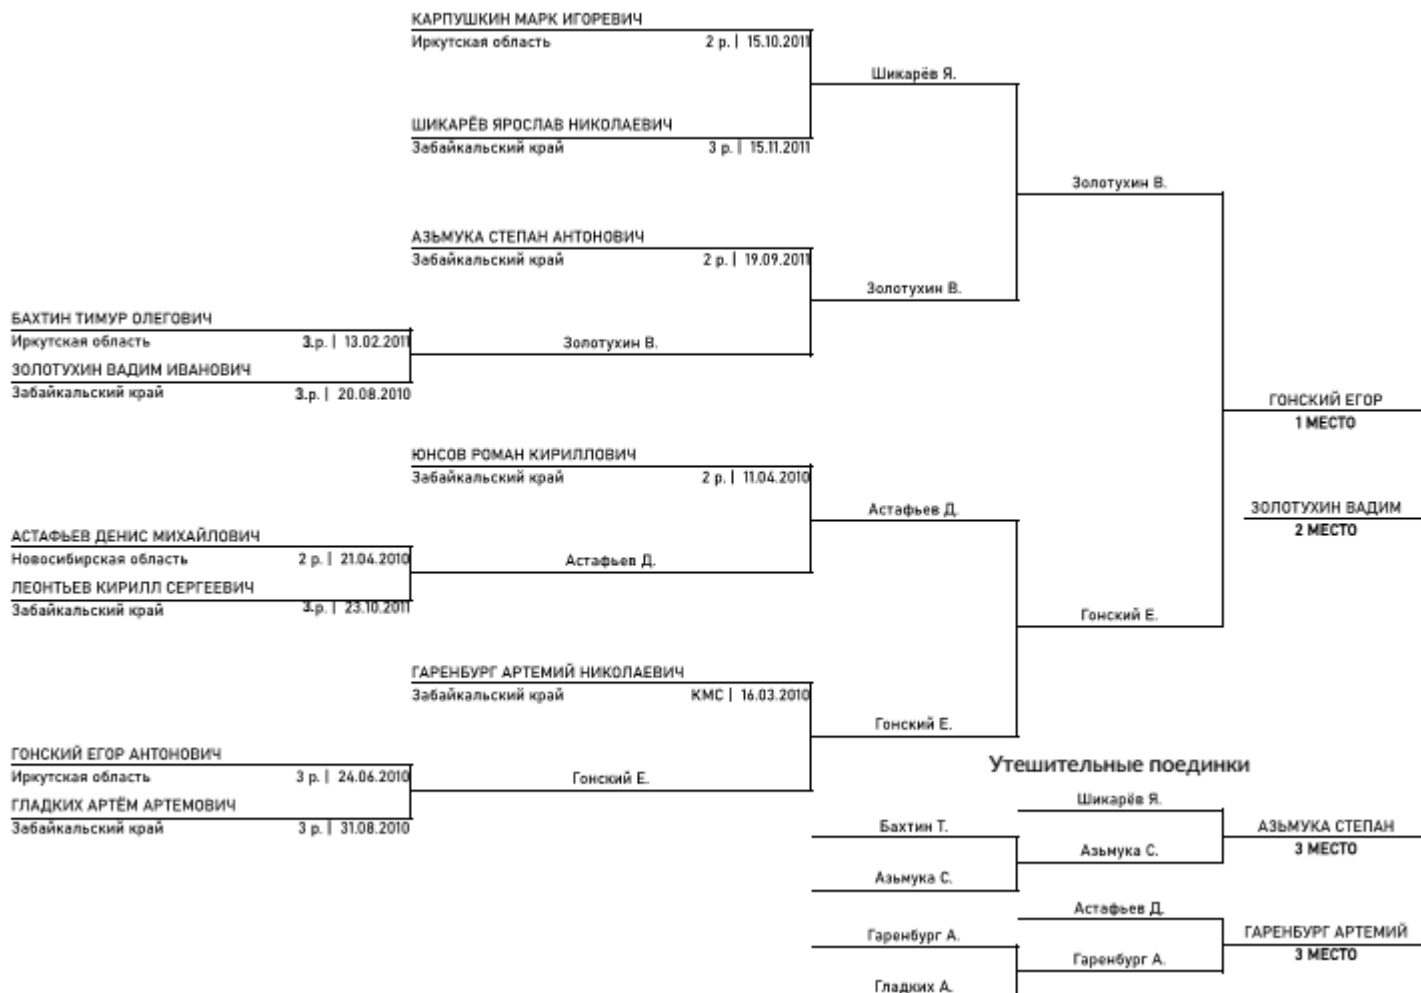 КАРПУШКИН МАРК ИГОРЕВИЧ
Иркутская область 2 р. | 15.10.2011
Шикарёв Я.
ШИКАРЁВ ЯРОСЛАВ НИКОЛАЕВИЧ
Забайкальский край 3 р. | 15.11.2011
Золотухин В.
АЗЬМУКА СТЕПАН АНТОНОВИЧ
Забайкальский край 2 р. | 19.09.2011
Золотухин В.
БАХТИН ТИМУР ОЛЕГОВИЧ
Иркутская область 3.р. | 13.02.2011
Золотухин В.
ЗОЛОТУХИН ВАДИМ ИВАНОВИЧ
Забайкальский край 3.р. | 20.08.2010
ГОНСКИЙ ЕГОР
1 МЕСТО
ЮНСОВ РОМАН КИРИЛЛОВИЧ
Забайкальский край 2 р. | 11.04.2010
Астафьев Д.
ЗОЛОТУХИН ВАДИМ
2 МЕСТО
АСТАФЬЕВ ДЕНИС МИХАЙЛОВИЧ
Новосибирская область 2 р. | 21.04.2010
Астафьев Д.
ЛЕОНТЬЕВ КИРИЛЛ СЕРГЕЕВИЧ
Забайкальский край 3.р. | 23.10.2011
Гонский Е.
ГАРЕНБУРГ АРТЕМИЙ НИКОЛАЕВИЧ
Забайкальский край КМС | 16.03.2010
Гонский Е.
ГОНСКИЙ ЕГОР АНТОНОВИЧ
Иркутская область 3 р. | 24.06.2010
Гонский Е.
ГЛАДКИХ АРТЁМ АРТЕМОВИЧ
Забайкальский край 3 р. | 31.08.2010
Утешительные поединки
Шикарёв Я.
Бахтин Т.
АЗЬМУКА СТЕПАН
3 МЕСТО
Азьмука С.
Азьмука С.
Астафьев Д.
Гаренбург А.
ГАРЕНБУРГ АРТЕМИЙ
3 МЕСТО
Гаренбург А.
Гладких А.